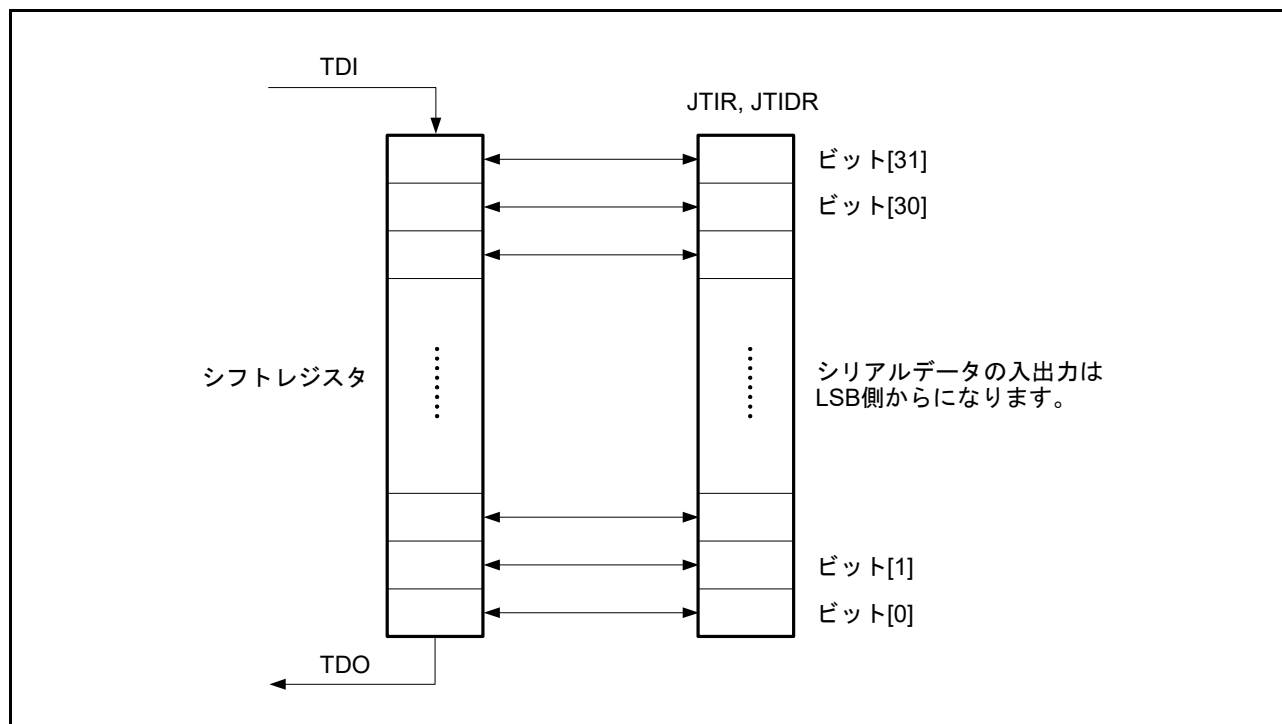 TDI
JTIR, JTIDR
ビット[31]
ビット[30]
シフトレジスタ
シリアルデータの入出力は
LSB側からになります。
ビット[1]
ビット[0]
TDO